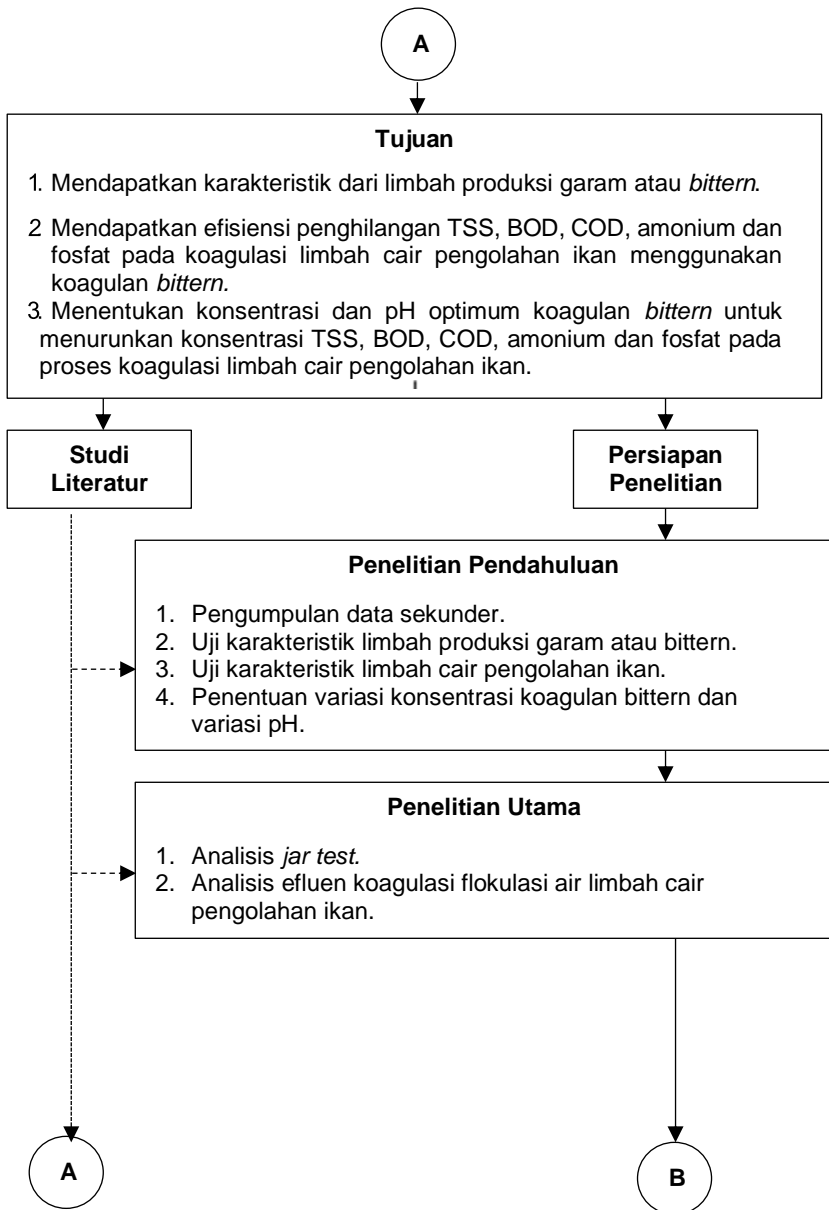 A
Tujuan
1. Mendapatkan karakteristik dari limbah produksi garam atau bittern.
2 Mendapatkan efisiensi penghilangan TSS, BOD, COD, amonium dan
fosfat pada koagulasi limbah cair pengolahan ikan menggunakan
koagulan bittern.
3. Menentukan konsentrasi dan pH optimum koagulan bittern untuk
menurunkan konsentrasi TSS, BOD, COD, amonium dan fosfat pada
proses koagulasi limbah cair pengolahan ikan.
Studi
Literatur
Persiapan
Penelitian
Penelitian Pendahuluan
1. Pengumpulan data sekunder.
2. Uji karakteristik limbah produksi garam atau bittern.
3. Uji karakteristik limbah cair pengolahan ikan.
4. Penentuan variasi konsentrasi koagulan bittern dan
variasi pH.
Penelitian Utama
1. Analisis jar test.
2. Analisis efluen koagulasi flokulasi air limbah cair
pengolahan ikan.
A
B